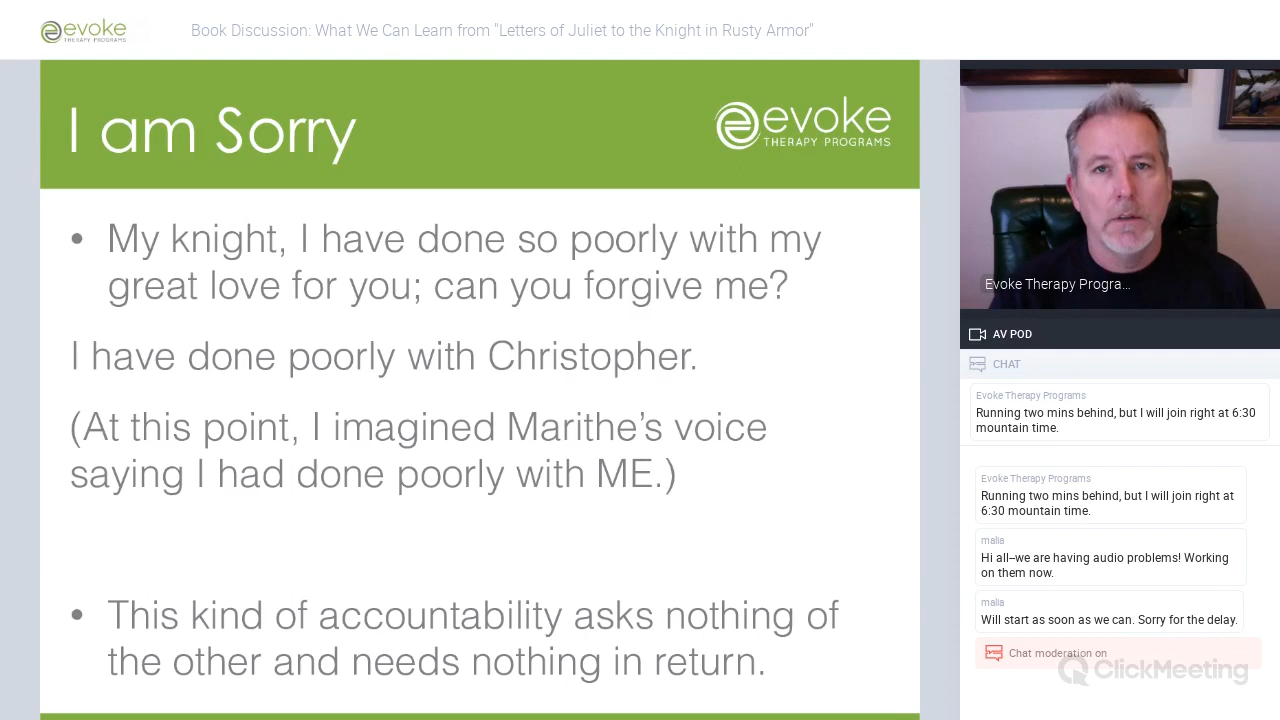 evoke
THERAPY PROGRAMS
Book Discussion: What We Can Learn from "Letters of Juliet to the Knight in Rusty Armor"
I am Sorry
evoke
THERAPY PROGRAMS
• My knight, I have done so poorly with my
great love for you; can you forgive me?
I have done poorly with Christopher.
(At this point, I imagined Marithe's voice
saying I had done poorly with ME.)
• This kind of accountability asks nothing of
the other and needs nothing in return.
Evoke Therapy Progra...
AV POD
CHAT
Evoke Therapy Programs
Running two mins behind, but I will join right at 6:30
mountain time.
Evoke Therapy Programs
Running two mins behind, but I will join right at
6:30 mountain time.
malia
Hi all–we are having audio problems! Working
on them now.
malia
Will start as soon as we can. Sorry for the delay.
Chat moderation on
ClickMeeting